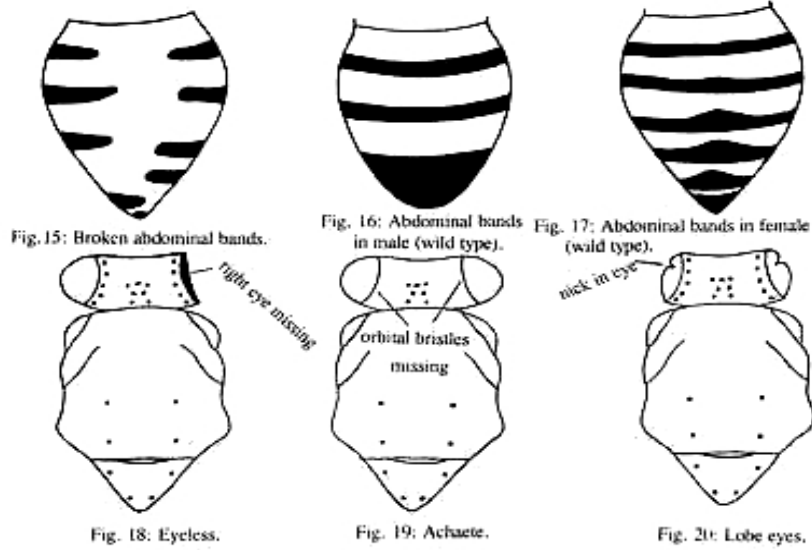 Fig.15: Broken abdominal bands.
Fig. 16: Abdominal bands
in male (wild type).
Fig. 17: Abdominal bands in female
(wild type).
right eye missing
orbital bristles
missing
nick in eye
Fig. 18: Eyeless.
Fig. 19: Achaete.
Fig. 20: Lobe eyes.